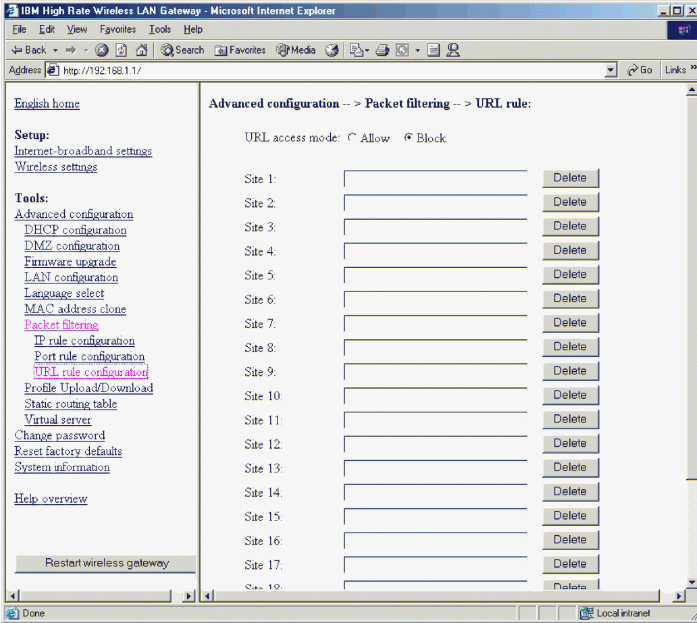 IBM High Rate Wireless LAN Gateway - Microsoft Internet Explorer
File Edit View Favorites Tools Help
Back Search Favorites Media
Address http://192.168.1.1/ Go Links »
English home
Setup:
Internet-broadband settings
Wireless settings
Tools:
Advanced configuration
DHCP configuration
DMZ configuration
Firmware upgrade
LAN configuration
Language select
MAC address clone
Packet filtering
IP rule configuration
Port rule configuration
URL rule configuration
Profile Upload/Download
Static routing table
Virtual server
Change password
Reset factory defaults
System information
Help overview
Restart wireless gateway
Advanced configuration -- > Packet filtering -- > URL rule:
URL access mode: Allow Block
Site 1: Delete
Site 2: Delete
Site 3: Delete
Site 4: Delete
Site 5: Delete
Site 6: Delete
Site 7: Delete
Site 8: Delete
Site 9: Delete
Site 10: Delete
Site 11: Delete
Site 12: Delete
Site 13: Delete
Site 14: Delete
Site 15: Delete
Site 16: Delete
Site 17: Delete
Site 18: Delete
Done Local intranet